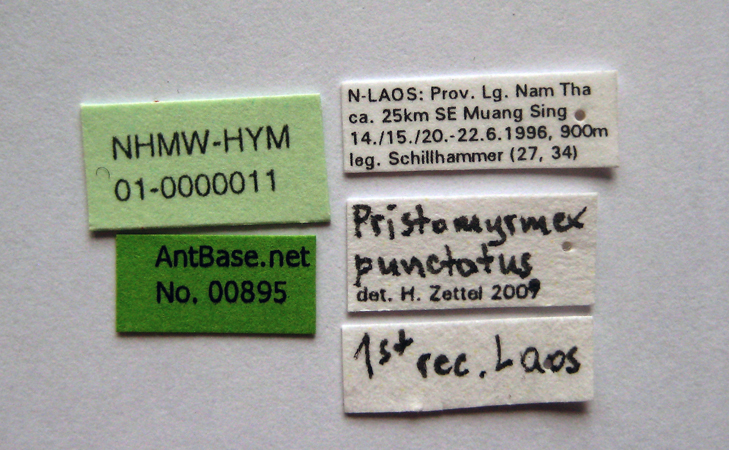 NHMW-HYM
01-0000011
AntBase.net
No. 00895
N-LAOS: Prov. Lg. Nam Tha
ca. 25km SE Muang Sing
14./15./20.-22.6.1996, 900m
leg. Schillhammer (27, 34)
Pristomyrmex
punctatus
det. H. Zettel 2009
1st rec. Laos